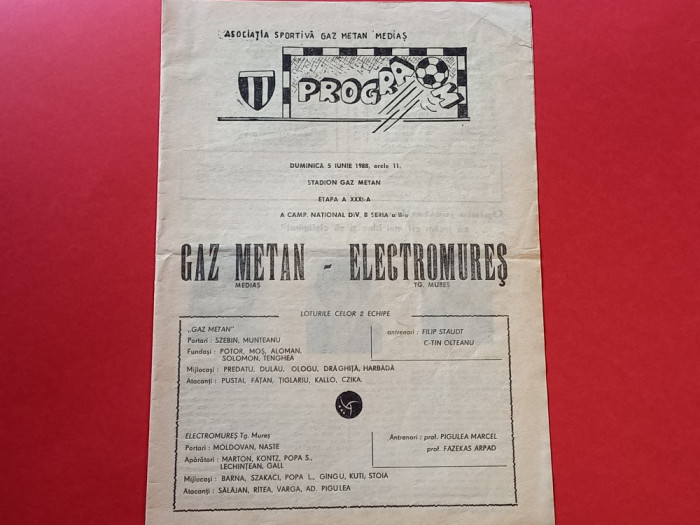 ASOCIAȚIA SPORTIVĂ GAZ METAN MEDIAȘ
PROGRAM
DUMINICA 5 IUNIE 1988, orele 11.
STADION GAZ METAN
ETAPA A XXXI-A
A CAMP. NAȚIONAL DIV. B SERIA a II-a
GAZ METAN - ELECTROMUREȘ
MEDIAȘ TG. MUREȘ
LOTURILE CELOR 2 ECHIPE
„GAZ METAN"
Portari : SZEBIN, MUNTEANU
Fundași : POTOR, MOȘ, ALOMAN,
SOLOMON, TENGHEA
Mijlocași : PREDATU, DULĂU, OLOGU, DRĂGHIȚĂ, HARBĂDĂ
Atacanți : PUSTAI, FĂTAN, ȚIGLARIU, KALLO, CZIKA.
antrenori : FILIP STAUDT
C-TIN OLTEANU
ELECTROMUREȘ Tg. Mureș
Portari : MOLDOVAN, NASTE
Apărători : MARTON, KONTZ, POPA S.,
LECHINȚEAN, GALL
Mijlocași : BARNA, SZAKACI, POPA L., GINGU, KUTI, STOIA
Atacanți : SĂLĂJAN, RITEA, VARGA, AD. PIGULEA
Antrenori : prof. PIGULEA MARCEL
prof. FAZEKAS ARPAD